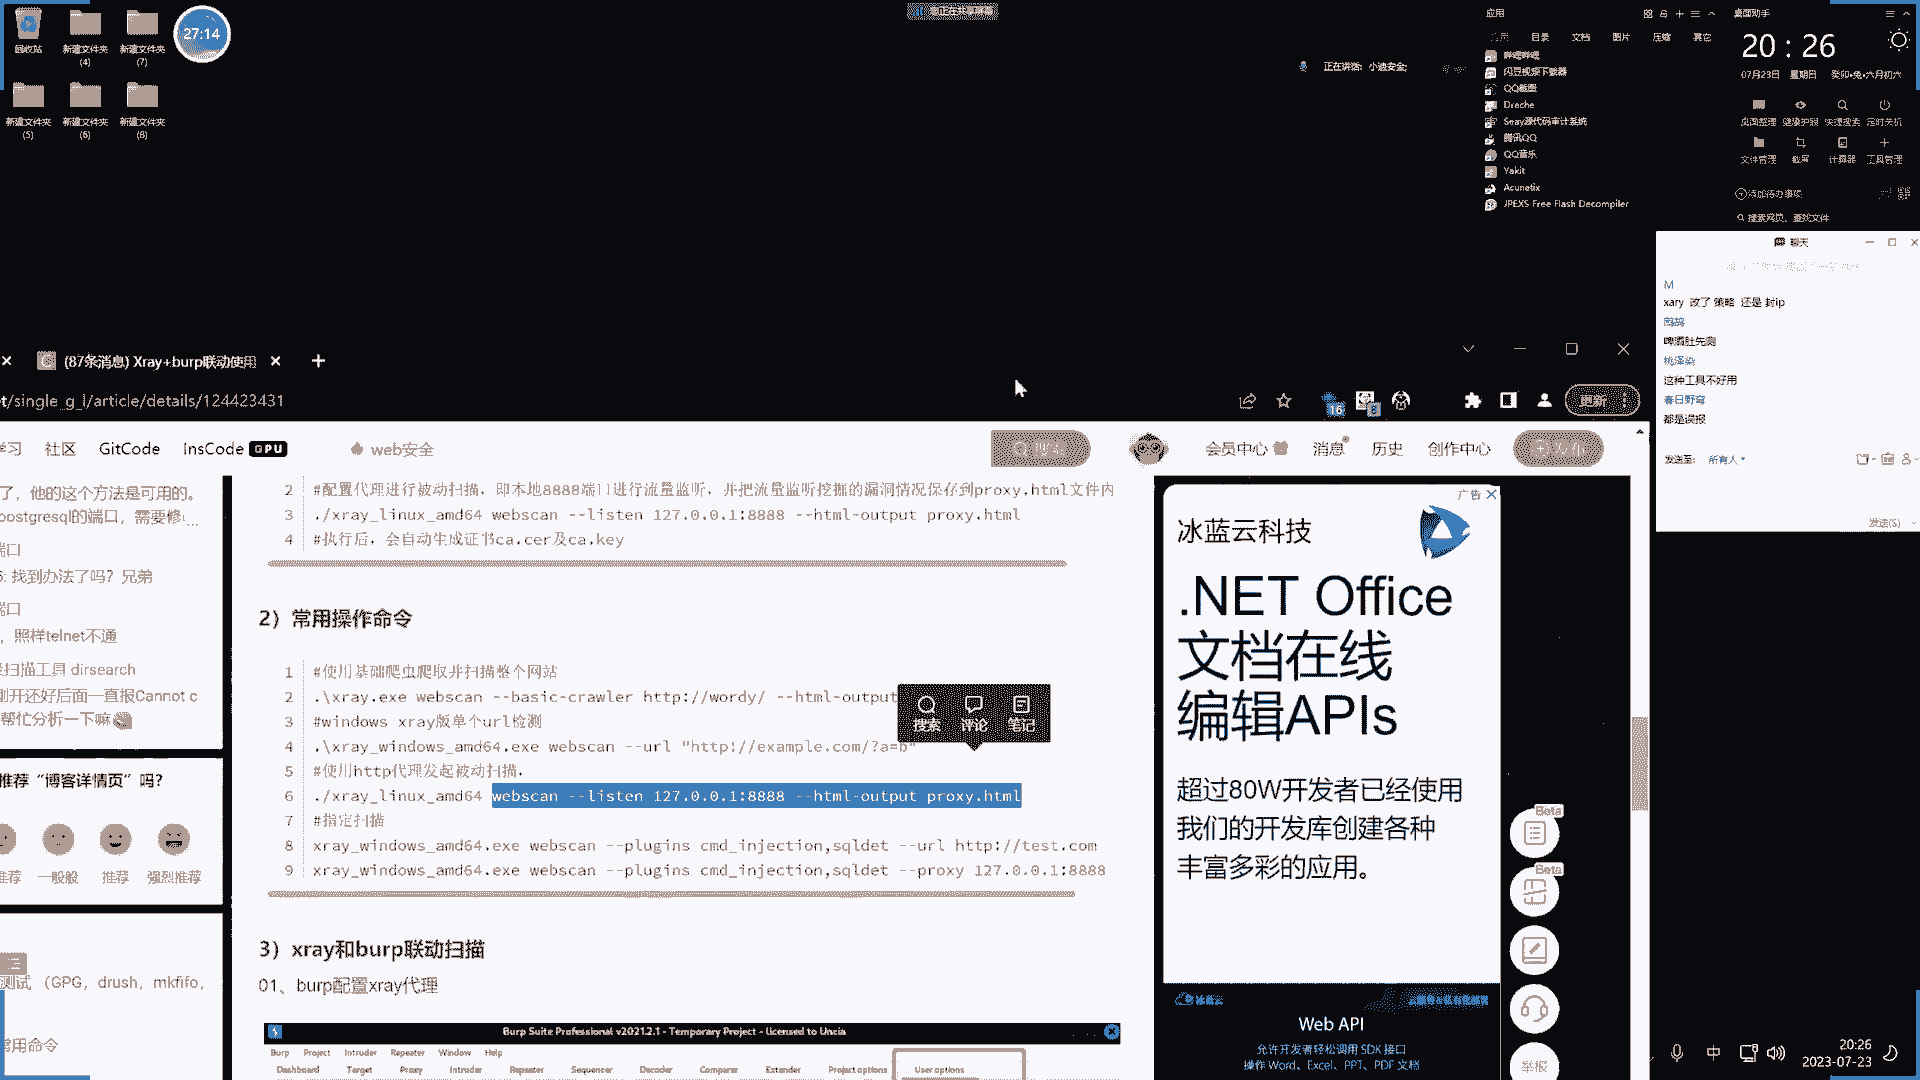 回收站
新建文件夹
(4)
新建文件夹
(7)
27:14
新建文件夹
(5)
新建文件夹
(6)
新建文件夹
(8)
您正在共享屏幕
正在讲话: 小迪安全;
应用
目录
文档
图片
压缩
其它
哔哩哔哩
闪豆视频下载器
QQ截图
Drache
Seay源代码审计系统
腾讯QQ
QQ音乐
Yakit
Acunetix
JPEXS Free Flash Decompiler
桌面助手
20 : 26
07月23日 星期日 癸卯•兔•六月初六
桌面整理 健康护眼 快捷搜索 定时关机
文件管理 截屏 计算器 工具管理
添加待办事项
搜索网页、查找文件
聊天
M
xary 改了 策略 还是 封ip
啤酒肚先测
桃泽染
这种工具不好用
春日野穹
都是误报
发送至: 所有人
发送(S)
(87条消息) Xray+burp联动使用
t/single_g_l/article/details/124423431
更新
学习 社区 GitCode InsCode GPU
web安全
搜索
会员中心 消息 历史 创作中心
了，他的这个方法是可用的。
postgresql的端口，需要修...
端口
找到办法了吗？兄弟
端口
，照样telnet不通
扫描工具 dirsearch
刚开还好后面一直报Cannot c
帮忙分析一下嘛
推荐“博客详情页”吗？
推荐 一般般 推荐 强烈推荐
测试 （GPG，drush，mkfifo，
常用命令
2 #配置代理进行被动扫描，即本地8888端口进行流量监听，并把流量监听挖掘的漏洞情况保存到proxy.html文件内
3 ./xray_linux_amd64 webscan --listen 127.0.0.1:8888 --html-output proxy.html
4 #执行后，会自动生成证书ca.cer及ca.key
2）常用操作命令
1 #使用基础爬虫爬取并扫描整个网站
2 .\xray.exe webscan --basic-crawler http://wordy/ --html-output
3 #windows xray版单个url检测
4 .\xray_windows_amd64.exe webscan --url "http://example.com/?a=b"
5 #使用http代理发起被动扫描.
6 ./xray_linux_amd64 webscan --listen 127.0.0.1:8888 --html-output proxy.html
7 #指定扫描
8 xray_windows_amd64.exe webscan --plugins cmd_injection,sqldet --url http://test.com
9 xray_windows_amd64.exe webscan --plugins cmd_injection,sqldet --proxy 127.0.0.1:8888
搜索 评论 笔记
3）xray和burp联动扫描
01、burp配置xray代理
Burp Suite Professional v2021.2.1 - Temporary Project - licensed to Uncia
Burp Project Intruder Repeater Window Help
Dashboard Target Proxy Intruder Repeater Sequencer Decoder Comparer Extender Project options User options
广告
冰蓝云科技
.NET Office
文档在线
编辑APIs
超过80W开发者已经使用
我们的开发库创建各种
丰富多彩的应用。
冰蓝云
Web API
允许开发者轻松调用 SDK 接口
操作 Word、Excel、PPT、PDF 文档
Beta
Beta
举报
中
20:26
2023-07-23